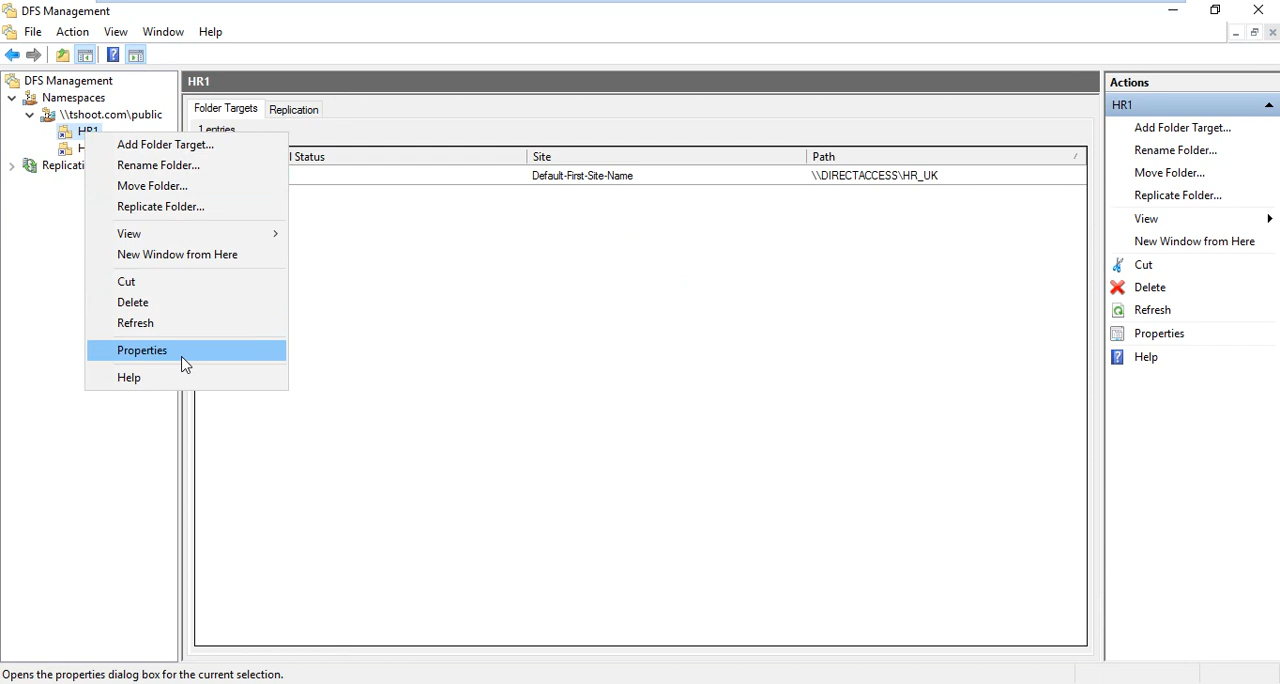 DFS Management
File Action View Window Help
DFS Management
Namespaces
\\tshoot.com\public
HR1
Replicati
Add Folder Target...
Rename Folder...
Move Folder...
Replicate Folder...
View
New Window from Here
Cut
Delete
Refresh
Properties
Help
HR1
Folder Targets Replication
1 entries
Status Site Path
Default-First-Site-Name \\DIRECTACCESS\HR_UK
Actions
HR1
Add Folder Target...
Rename Folder...
Move Folder...
Replicate Folder...
View
New Window from Here
Cut
Delete
Refresh
Properties
Help
Opens the properties dialog box for the current selection.